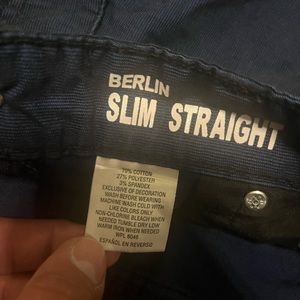 BERLIN
SLIM STRAIGHT
70% COTTON
27% POLYESTER
3% SPANDEX
EXCLUSIVE OF DECORATION
WASH BEFORE WEARING
MACHINE WASH COLD WITH
LIKE COLORS ONLY
NON-CHLORINE BLEACH WHEN
NEEDED TUMBLE DRY LOW
WARM IRON WHEN NEEDED
WPL 6045
ESPAÑOL EN REVERSO